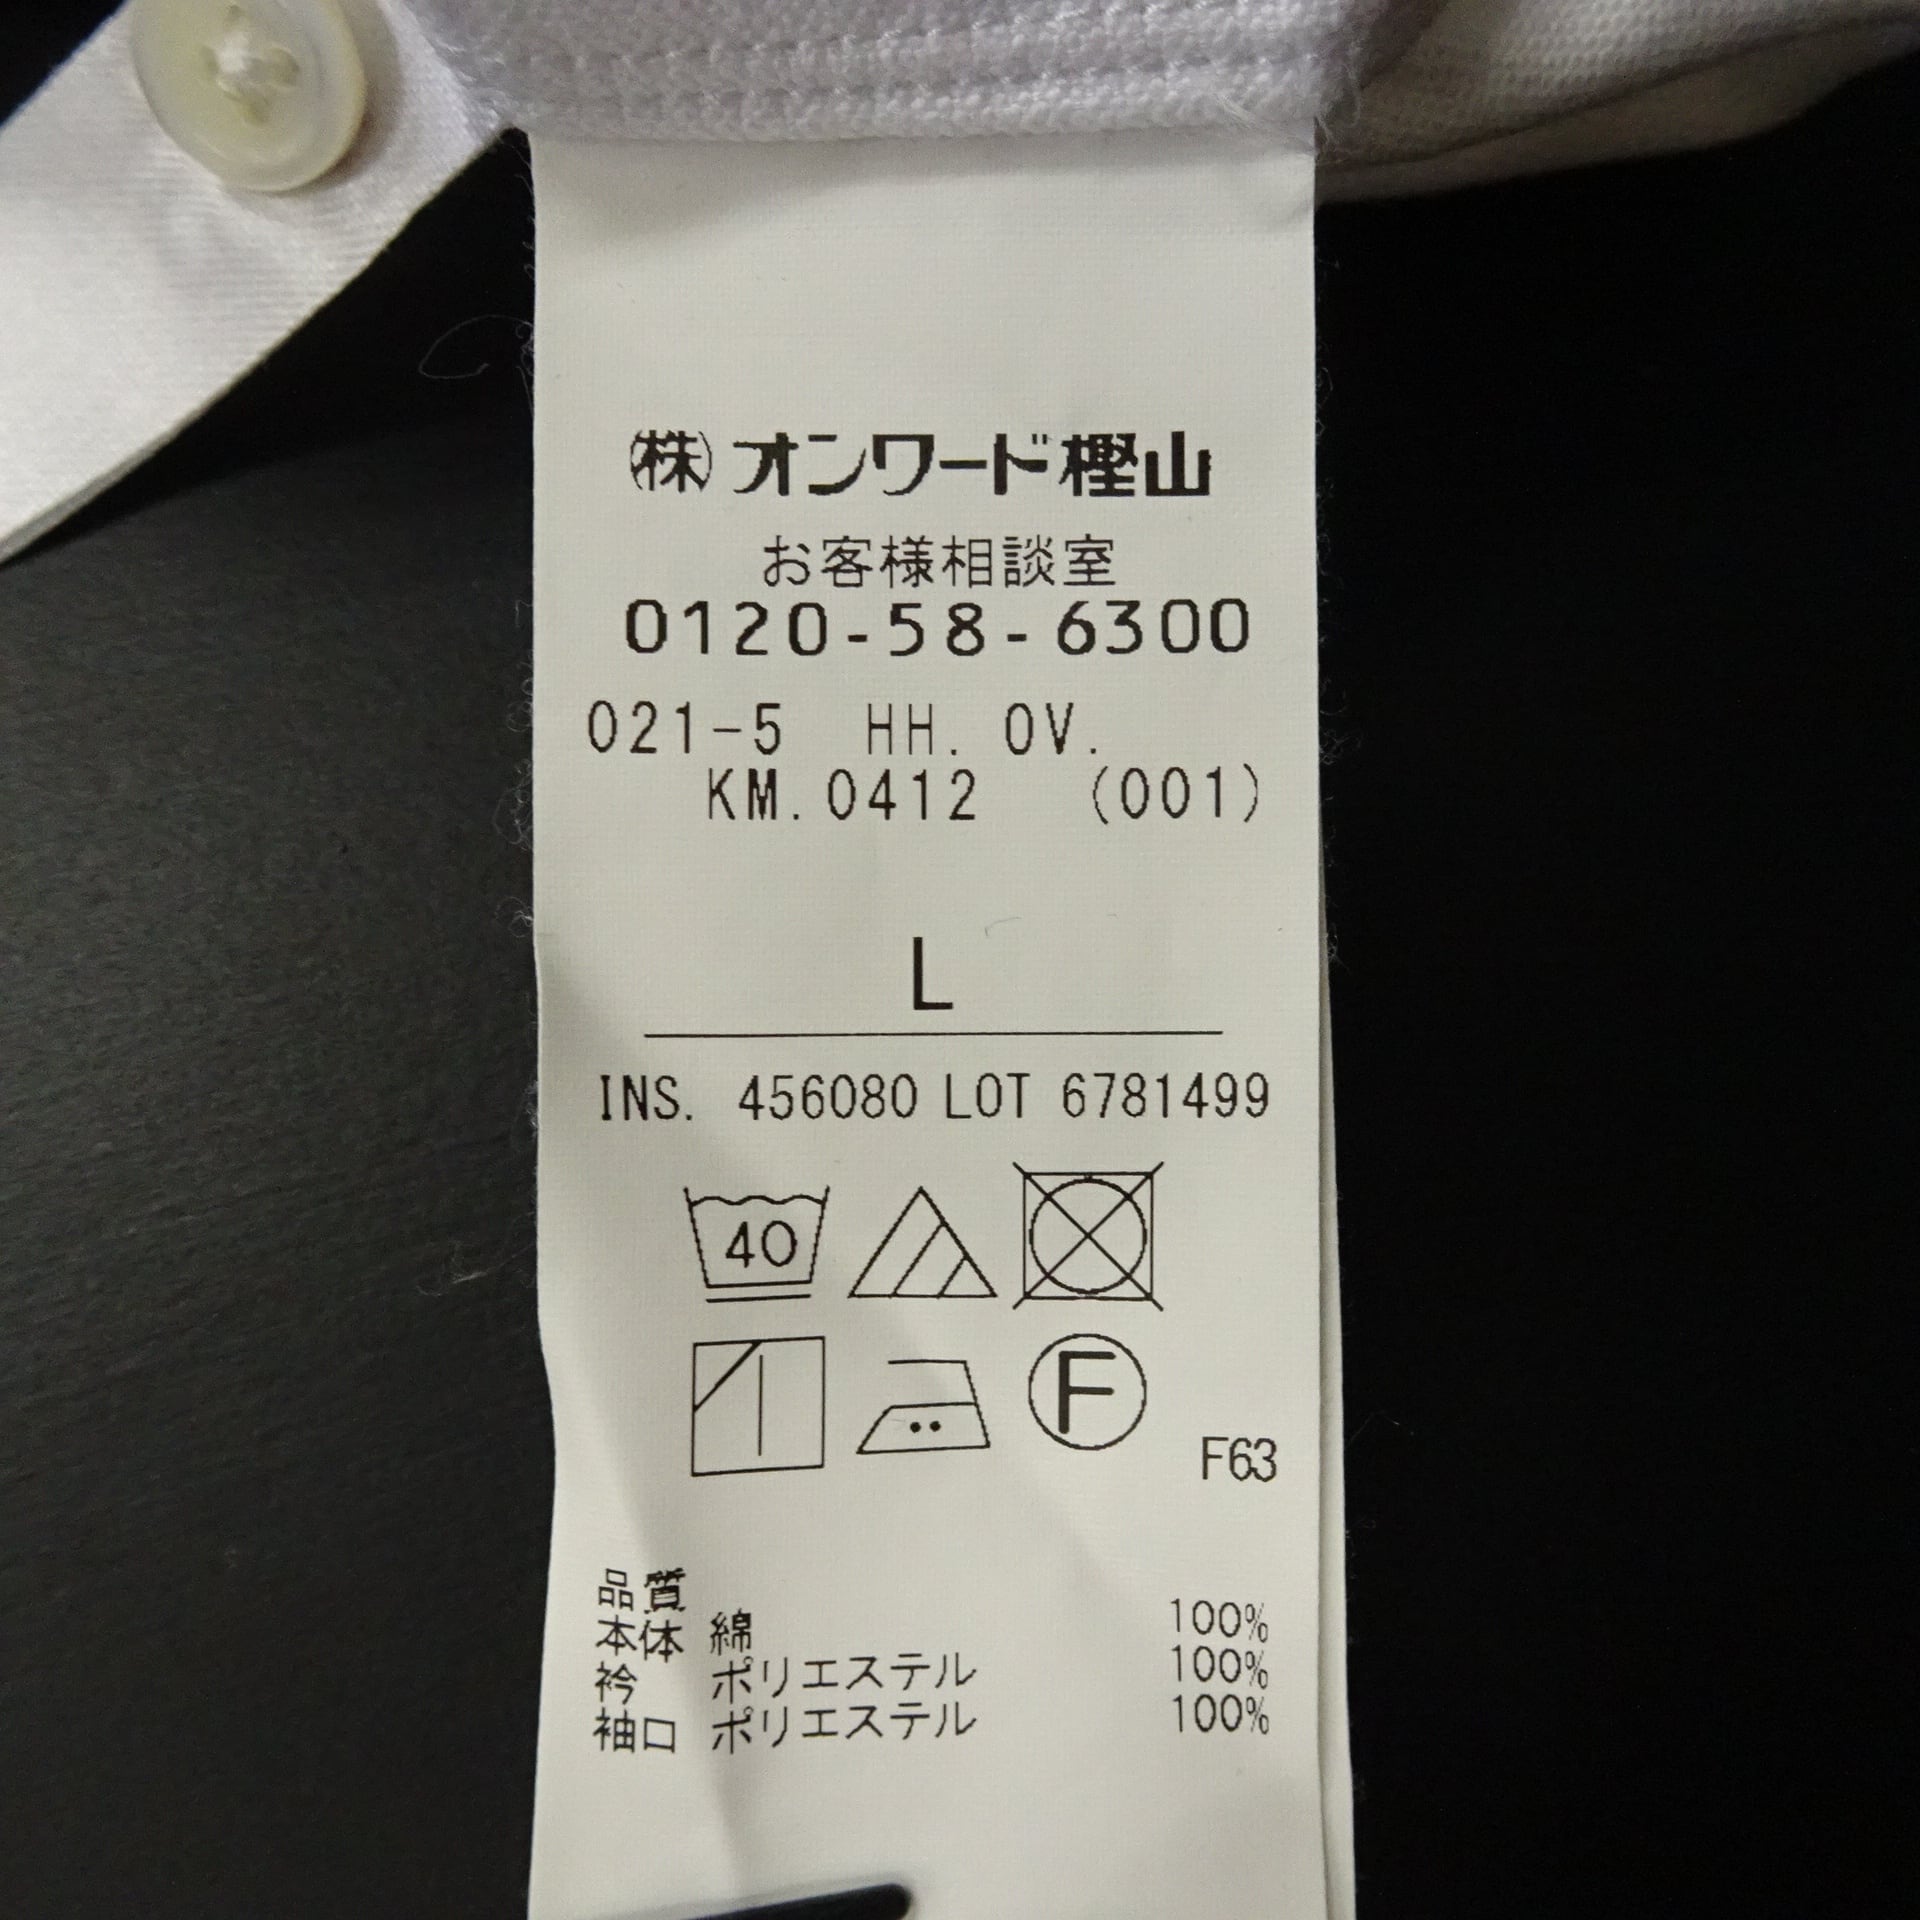 ㈱オンワード樫山
お客様相談室
0120-58-6300
021-5 HH. OV.
KM.0412 (001)
L
INS. 456080 LOT 6781499
40
F
F63
品質
本体 綿 100%
衿 ポリエステル 100%
袖口 ポリエステル 100%